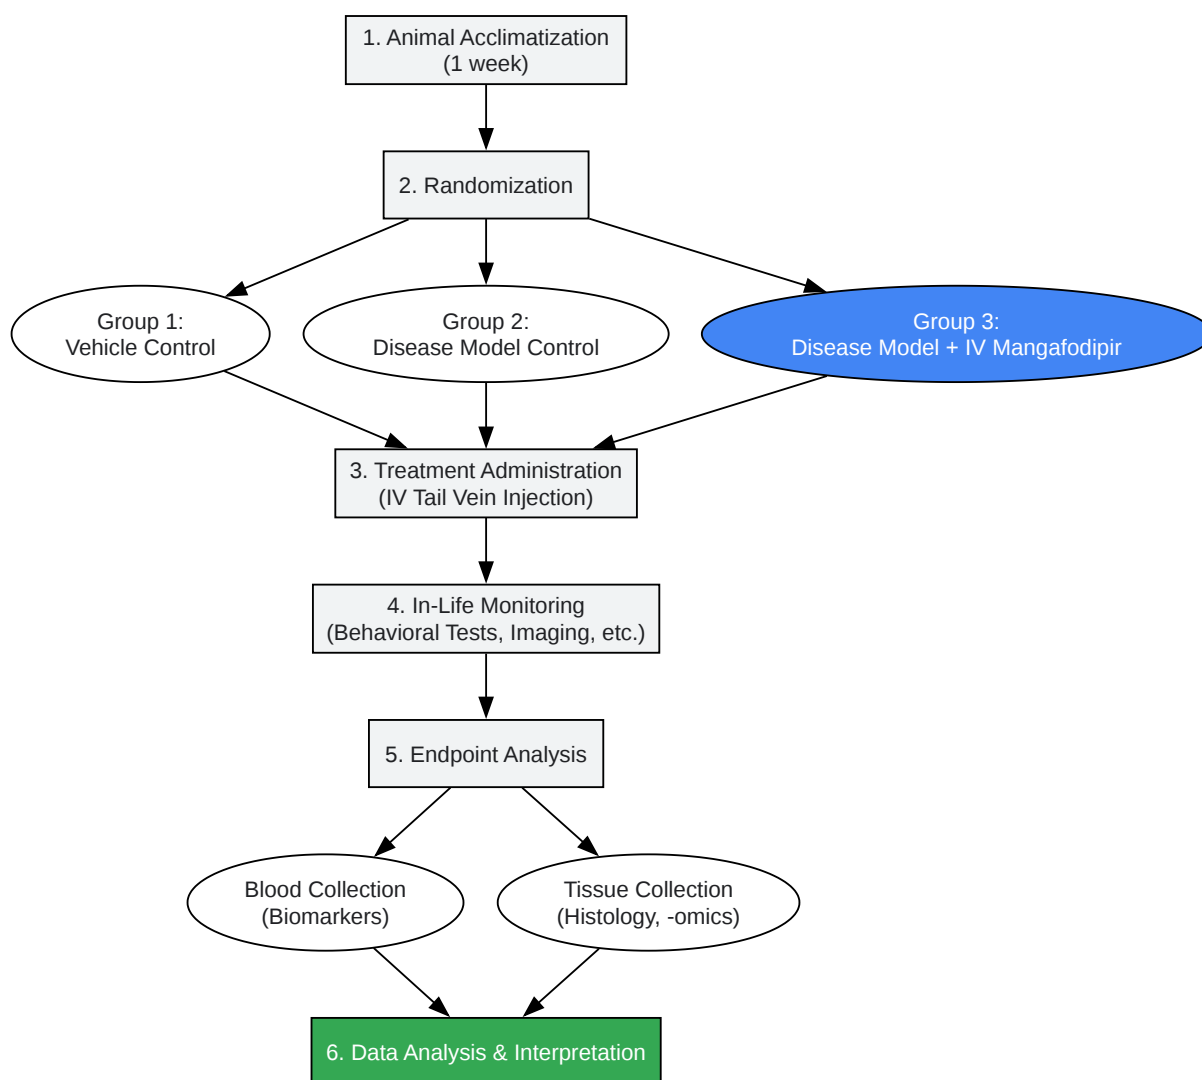 1. Animal Acclimatization
(1 week)
2. Randomization
Group 1:
Vehicle Control
Group 2:
Disease Model Control
Group 3:
Disease Model + IV Mangafodipir
3. Treatment Administration
(IV Tail Vein Injection)
4. In-Life Monitoring
(Behavioral Tests, Imaging, etc.)
5. Endpoint Analysis
Blood Collection
(Biomarkers)
Tissue Collection
(Histology, -omics)
6. Data Analysis & Interpretation